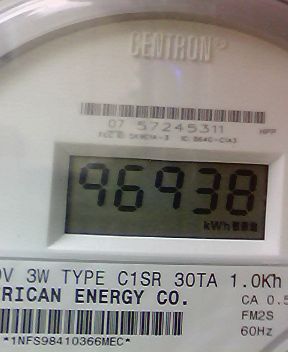 CENTRON®
07 57245311 HPP
96938
kWh
V 3W TYPE C1SR 30TA 1.0Kh
RICAN ENERGY CO.
CA 0.5
FM2S
60Hz
*1NFS98410366MEC*